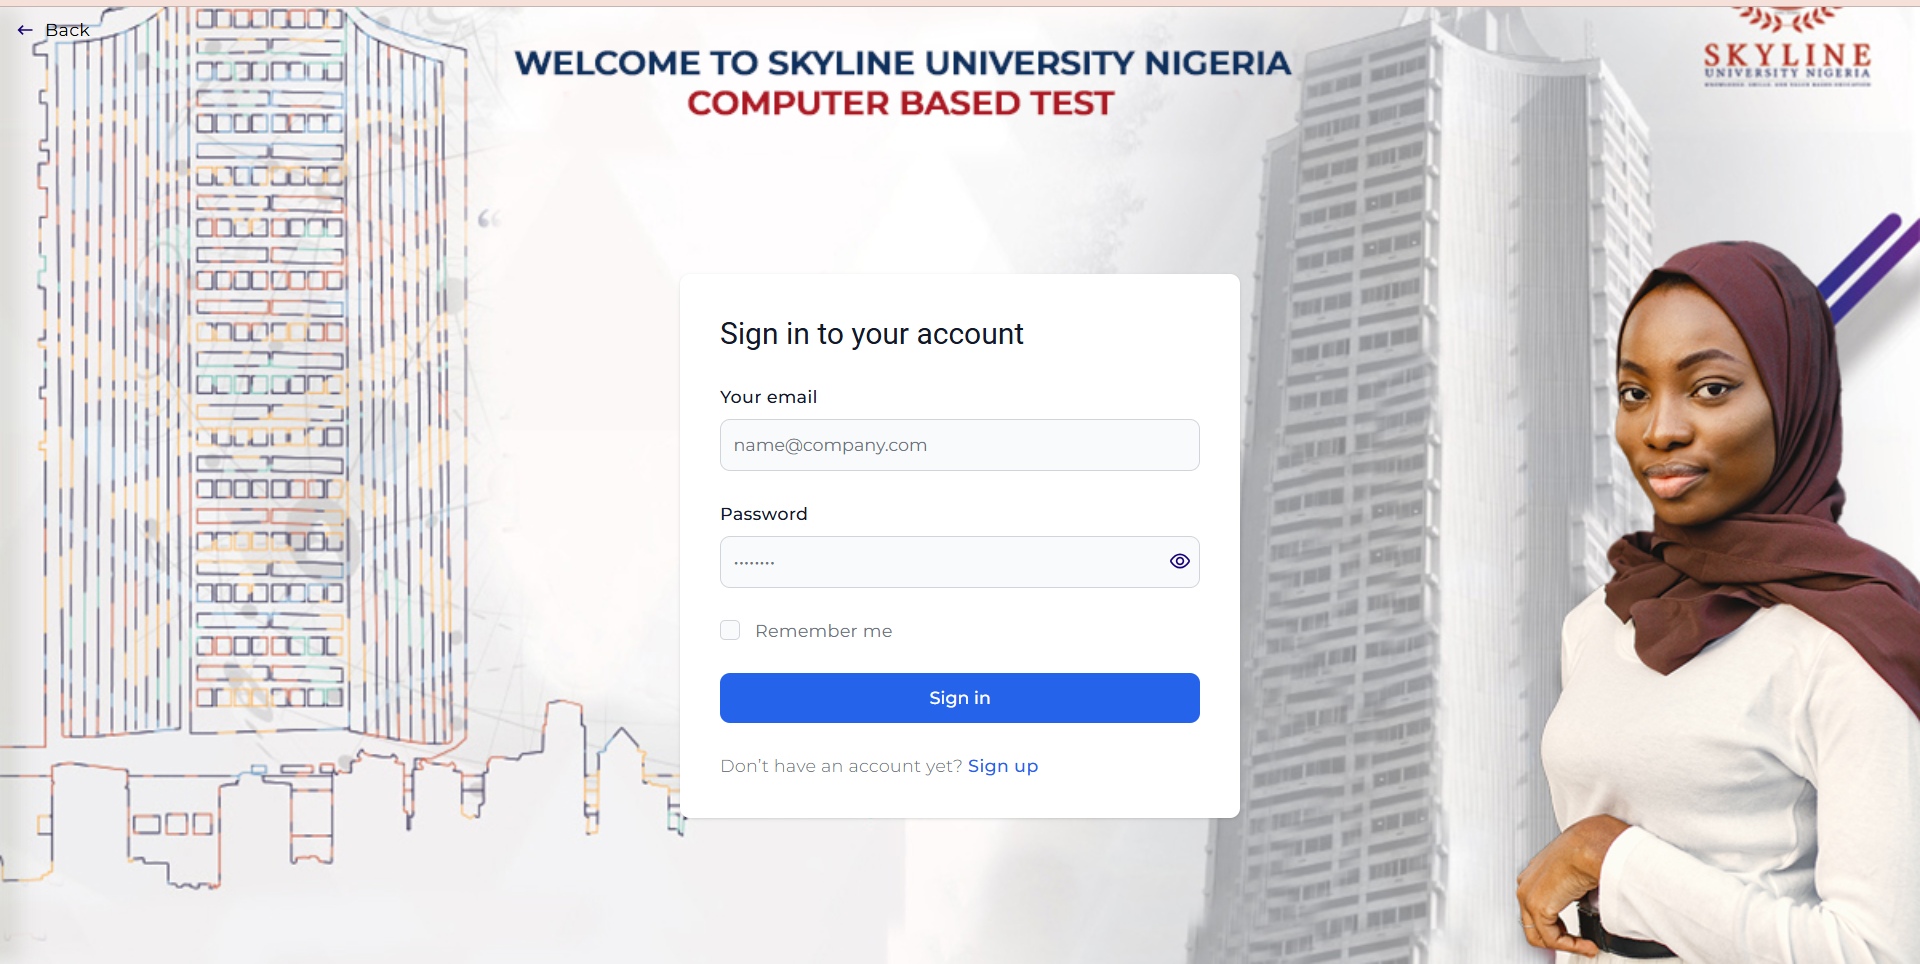 Back
WELCOME TO SKYLINE UNIVERSITY NIGERIA
COMPUTER BASED TEST
SKYLINE
UNIVERSITY NIGERIA
Sign in to your account
Your email
name@company.com
Password
••••••••
Remember me
Sign in
Don't have an account yet? Sign up